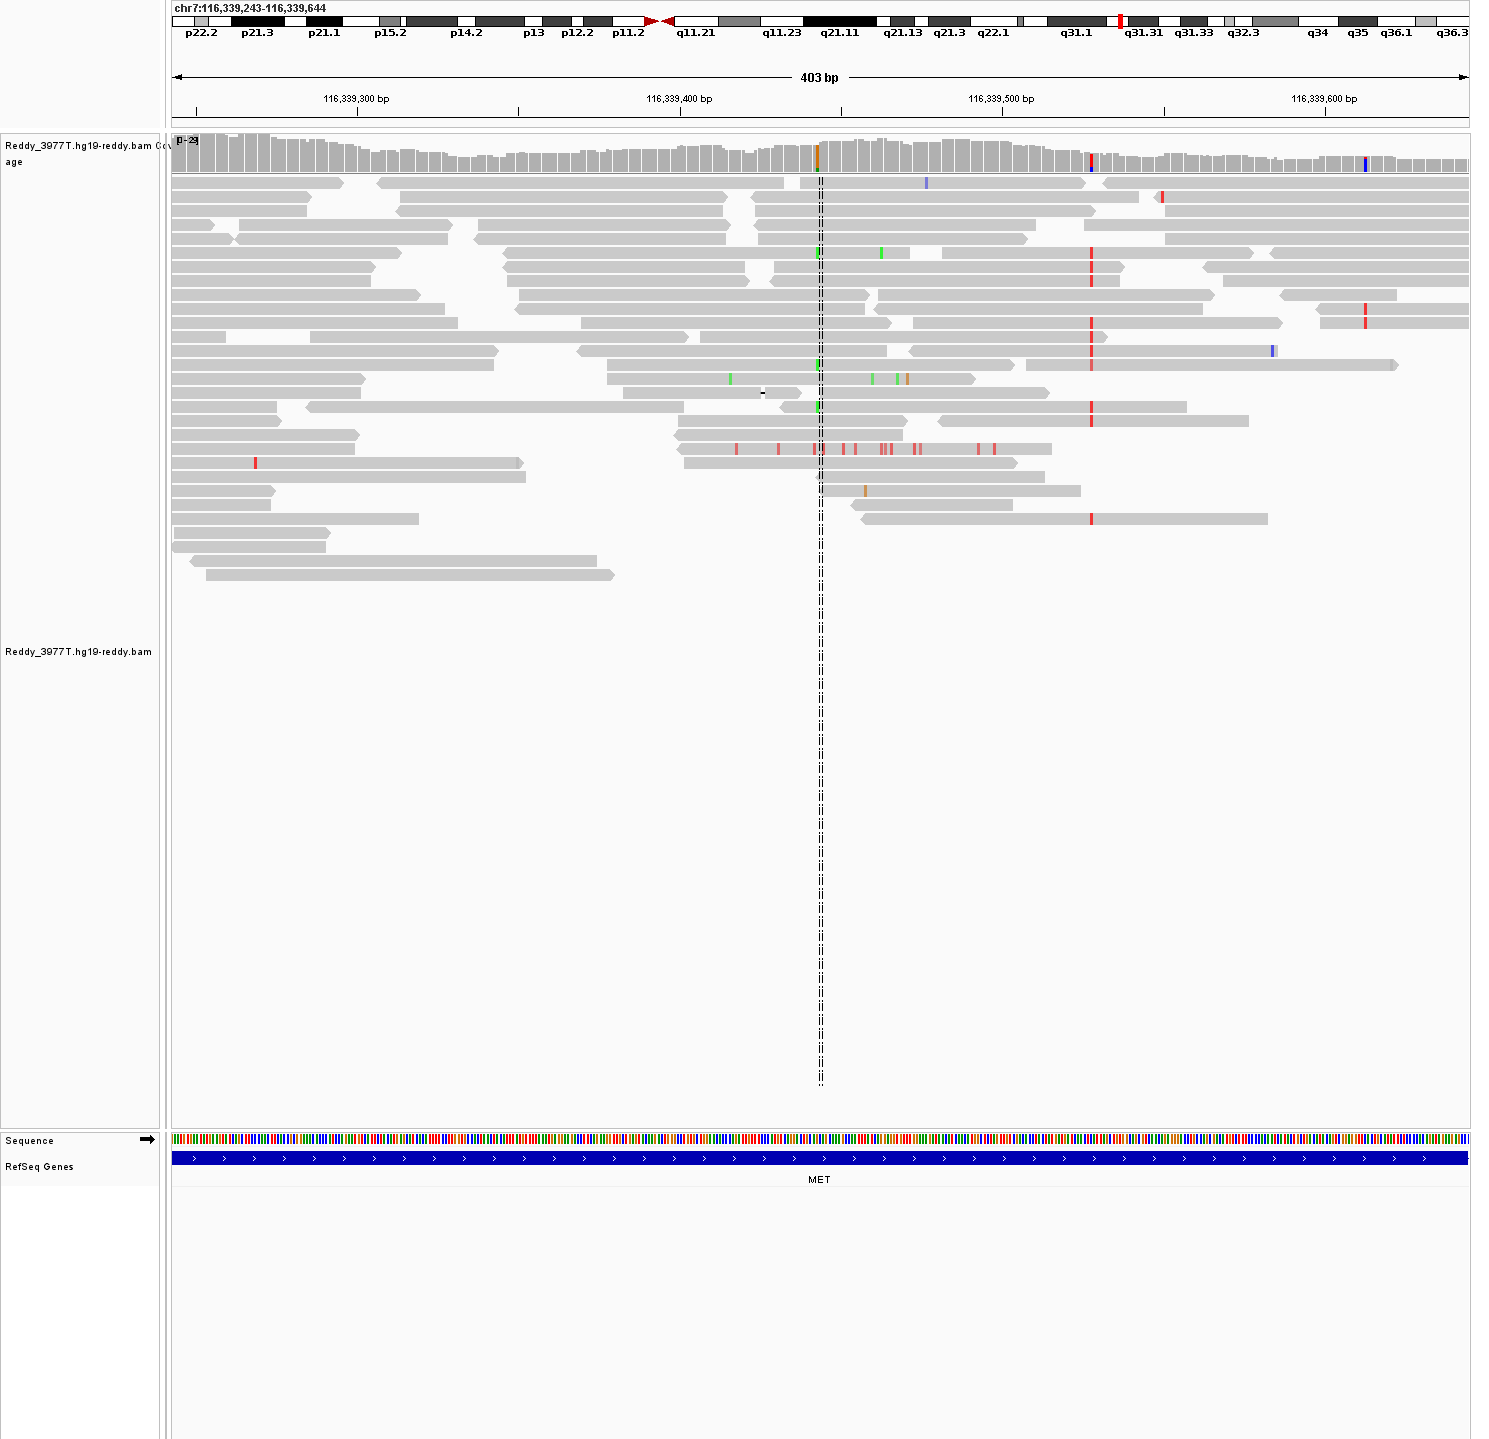 chr7:116,339,243-116,339,644
p22.2 p21.3 p21.1 p15.2 p14.2 p13 p12.2 p11.2 q11.21 q11.23 q21.11 q21.13 q21.3 q22.1 q31.1 q31.31 q31.33 q32.3 q34 q35 q36.1 q36.3
403 bp
116,339,300 bp 116,339,400 bp 116,339,500 bp 116,339,600 bp
[0 - 29]
Reddy_3977T.hg19-reddy.bam Cov
age
Reddy_3977T.hg19-reddy.bam
Sequence
RefSeq Genes
MET